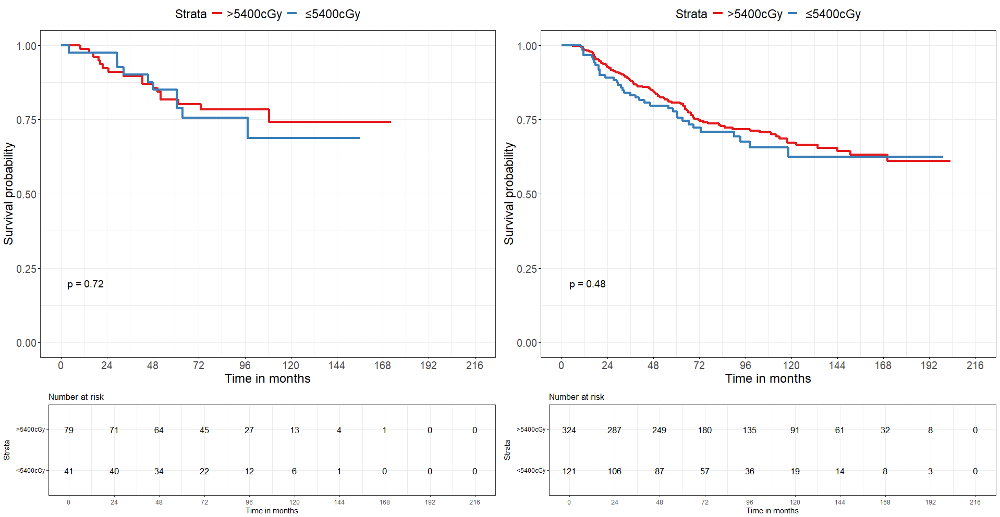 Strata >5400cGy ≤5400cGy
1.00
0.75
0.50
0.25
0.00
Survival probability
p = 0.72
0 24 48 72 96 120 144 168 192 216
Time in months
Number at risk
>5400cGy 79 71 64 45 27 13 4 1 0 0
≤5400cGy 41 40 34 22 12 6 1 0 0 0
Strata
0 24 48 72 96 120 144 168 192 216
Time in months
Strata >5400cGy ≤5400cGy
1.00
0.75
0.50
0.25
0.00
Survival probability
p = 0.48
0 24 48 72 96 120 144 168 192 216
Time in months
Number at risk
>5400cGy 324 287 249 180 135 91 61 32 8 0
≤5400cGy 121 106 87 57 36 19 14 8 3 0
Strata
0 24 48 72 96 120 144 168 192 216
Time in months